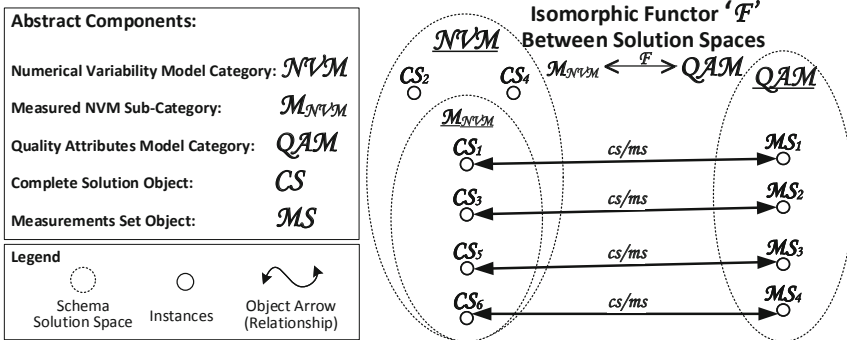 Abstract Components:
Numerical Variability Model Category: NVM
Measured NVM Sub-Category: M_NVM
Quality Attributes Model Category: QAM
Complete Solution Object: CS
Measurements Set Object: MS
Legend
Schema
Solution Space
Instances
Object Arrow
(Relationship)
Isomorphic Functor ‘F’
Between Solution Spaces
M_NVM F QAM
NVM
QAM
CS2
CS4
M_NVM
CS1 cs/ms MS1
CS3 cs/ms MS2
CS5 cs/ms MS3
CS6 cs/ms MS4